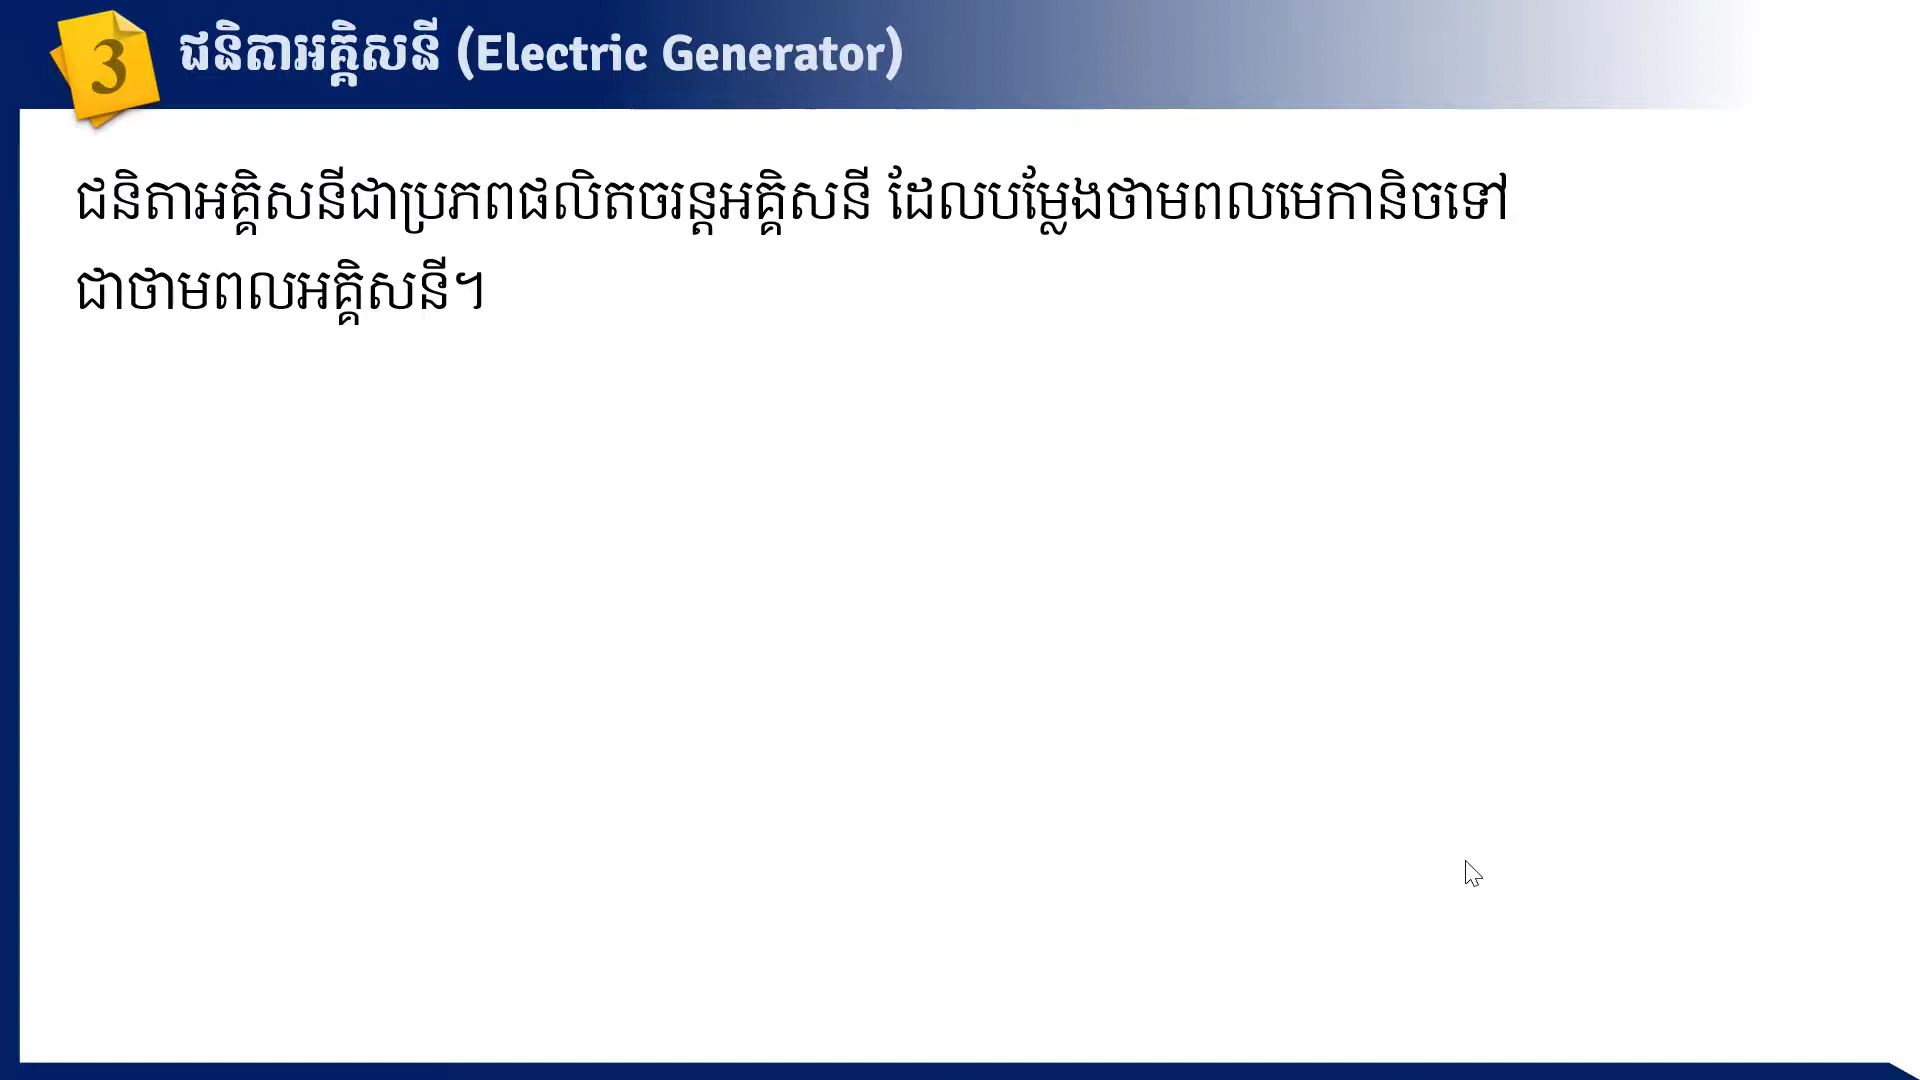 3
ជនិតាអគ្គិសនី (Electric Generator)
ជនិតាអគ្គិសនីជាប្រភពផលិតចរន្តអគ្គិសនី ដែលបម្លែងថាមពលមេកានិចទៅ
ជាថាមពលអគ្គិសនី។